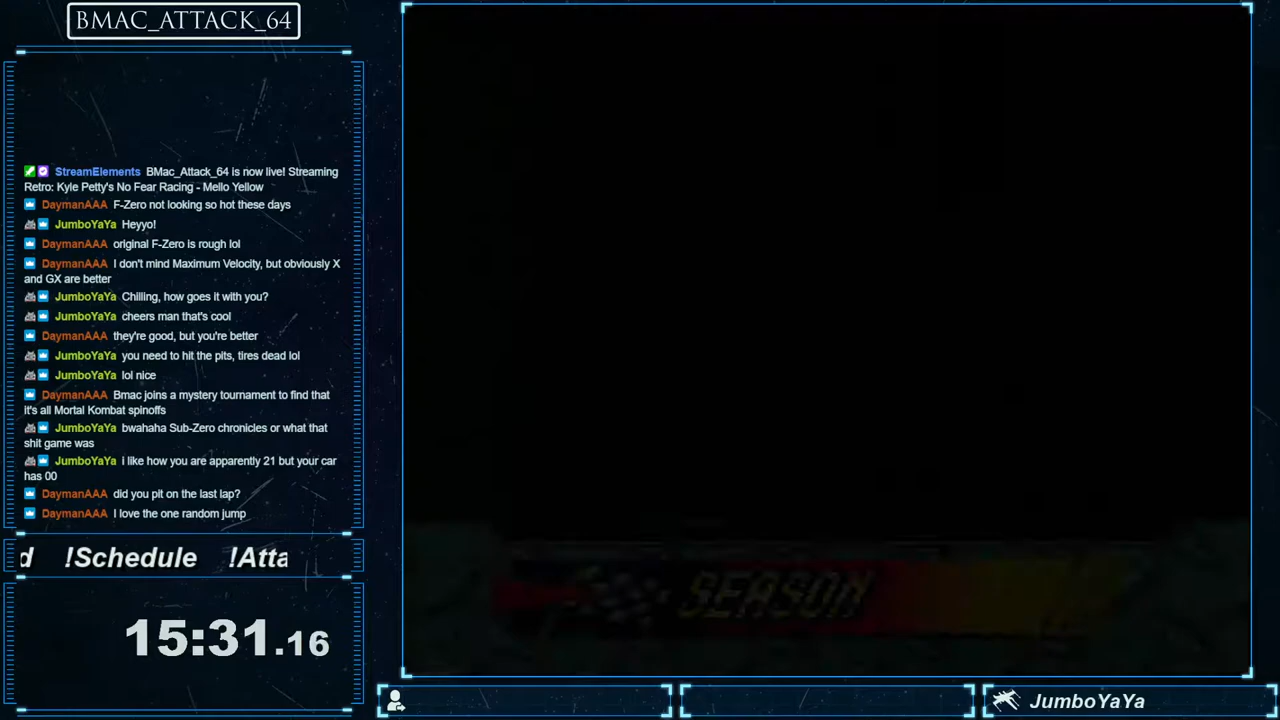 BMAC_ATTACK_64
StreamElements BMac_Attack_64 is now live! Streaming
Retro: Kyle Petty's No Fear Racing - Mello Yellow
DaymanAAA F-Zero not looking so hot these days
JumboYaYa Heyyo!
DaymanAAA original F-Zero is rough lol
DaymanAAA I don't mind Maximum Velocity, but obviously X
and GX are better
JumboYaYa Chilling, how goes it with you?
JumboYaYa cheers man that's cool
DaymanAAA they're good, but you're better
JumboYaYa you need to hit the pits, tires dead lol
JumboYaYa lol nice
DaymanAAA Bmac joins a mystery tournament to find that
it's all Mortal Kombat spinoffs
JumboYaYa bwahaha Sub-Zero chronicles or what that
shit game was
JumboYaYa i like how you are apparently 21 but your car
has 00
DaymanAAA did you pit on the last lap?
DaymanAAA I love the one random jump
d !Schedule !Atta
15:31.16
SEASON
JumboYaYa